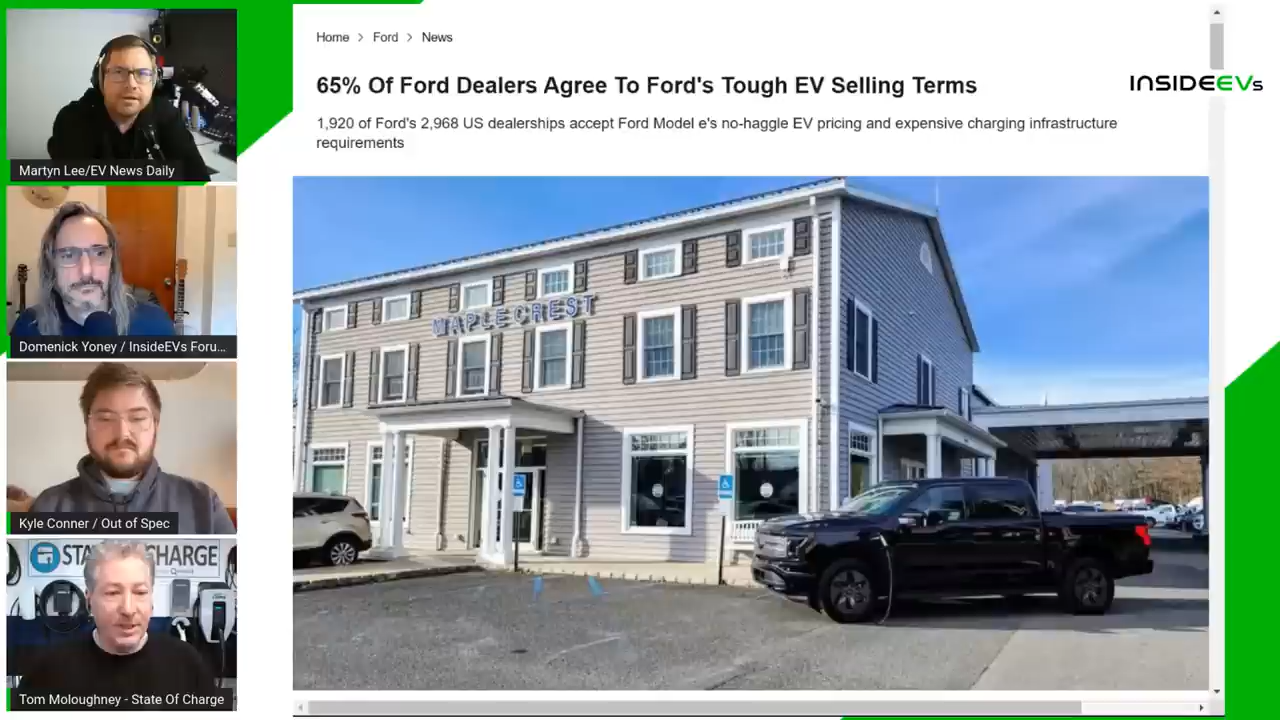 Home > Ford > News
65% Of Ford Dealers Agree To Ford's Tough EV Selling Terms
1,920 of Ford's 2,968 US dealerships accept Ford Model e's no-haggle EV pricing and expensive charging infrastructure
requirements
INSIDEEVs
MAPLECREST
Martyn Lee/EV News Daily
Domenick Yoney / InsideEVs Foru...
Kyle Conner / Out of Spec
CHARGE
Tom Moloughney - State Of Charge